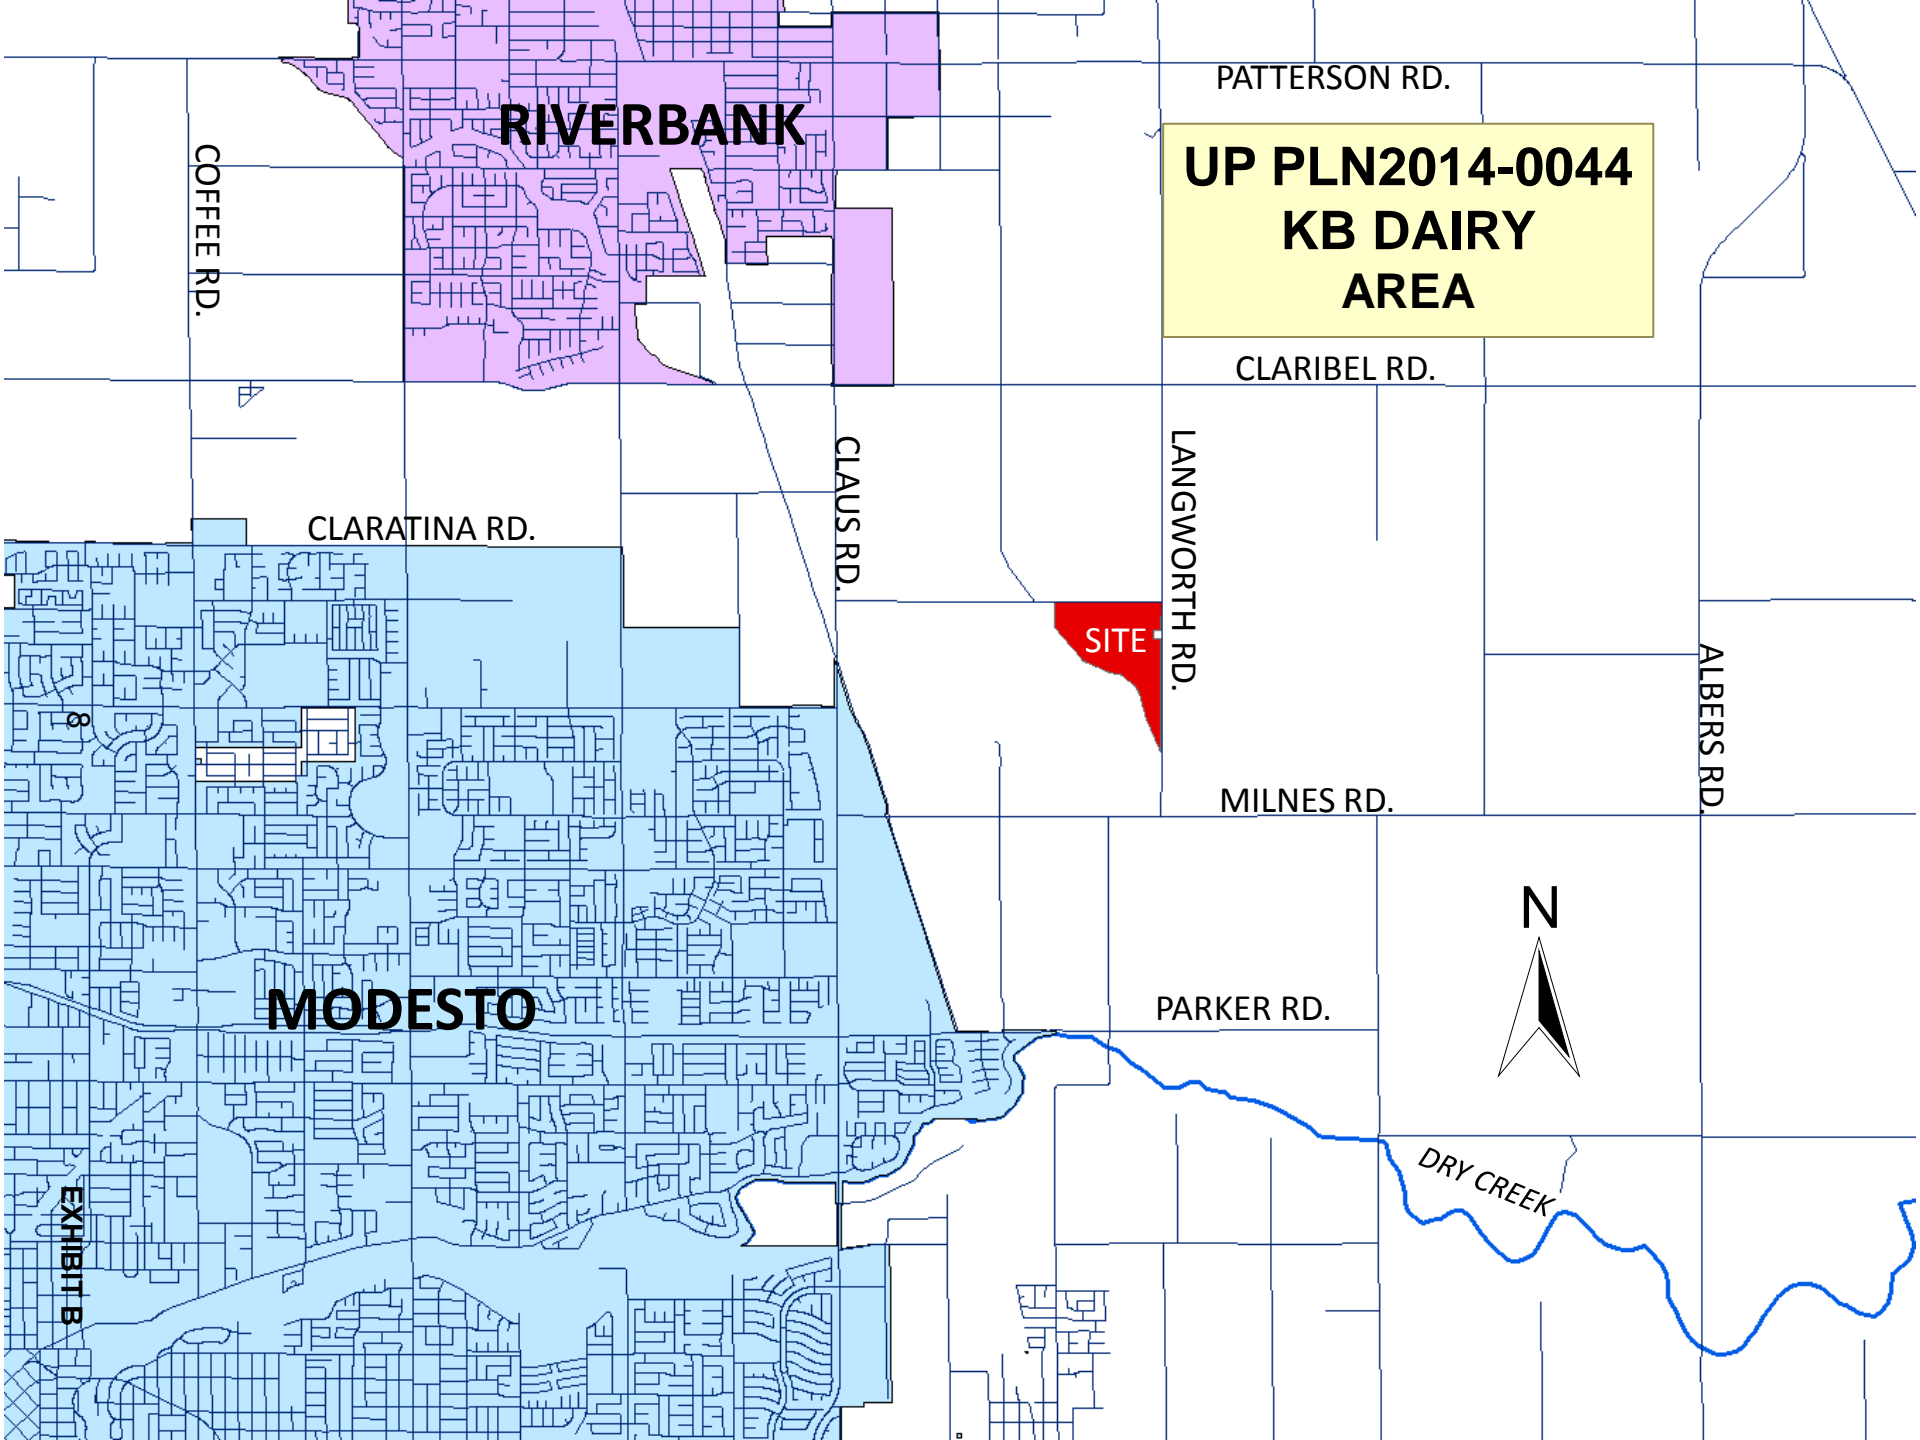 PATTERSON RD.
RIVERBANK
UP PLN2014-0044
KB DAIRY
AREA
COFFEE RD.
CLARIBEL RD.
CLAUS RD.
LANGWORTH RD.
CLARATINA RD.
SITE
ALBERS RD.
8
MILNES RD.
N
MODESTO
PARKER RD.
DRY CREEK
EXHIBIT B